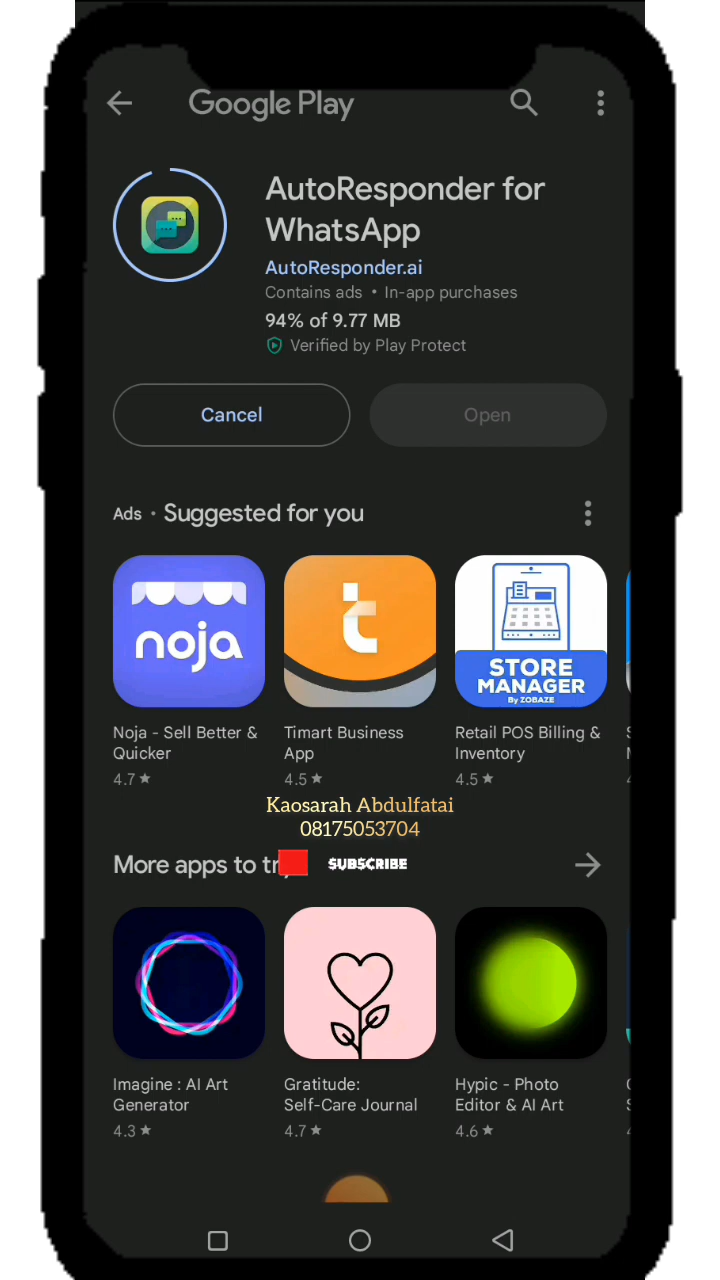 Google Play
AutoResponder for
WhatsApp
AutoResponder.ai
Contains ads • In-app purchases
94% of 9.77 MB
Verified by Play Protect
Cancel
Open
Ads • Suggested for you
noja
t
STORE
MANAGER
By ZOBAZE
Noja - Sell Better &
Quicker
4.7 ★
Timart Business
App
4.5 ★
Retail POS Billing &
Inventory
4.5 ★
Kaosarah Abdulfatai
08175053704
More apps to try
SUBSCRIBE
Imagine : AI Art
Generator
4.3 ★
Gratitude:
Self-Care Journal
4.7 ★
Hypic - Photo
Editor & AI Art
4.6 ★